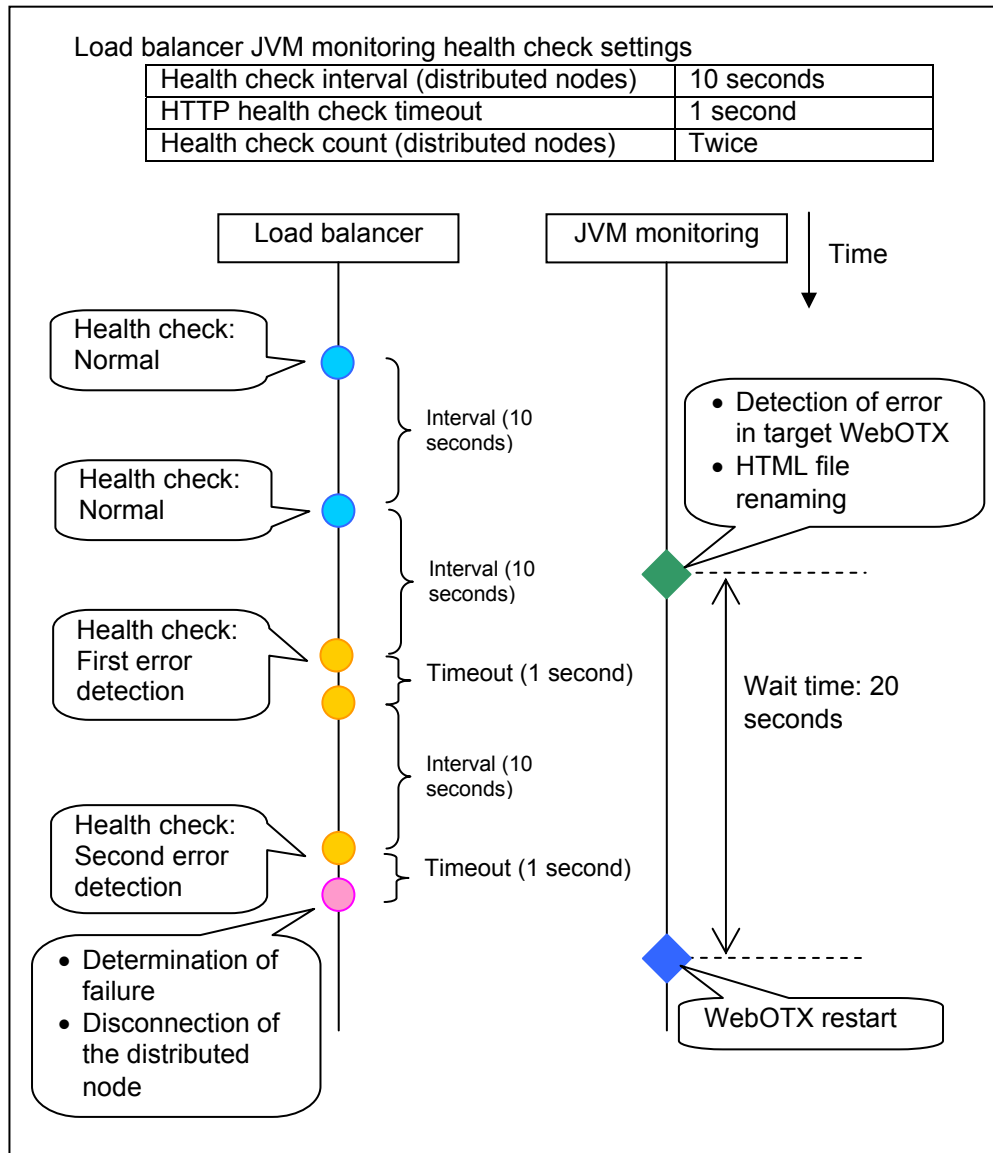 Load balancer JVM monitoring health check settings
Health check interval (distributed nodes) 10 seconds
HTTP health check timeout 1 second
Health check count (distributed nodes) Twice
Load balancer
JVM monitoring
Time
Health check:
Normal
Interval (10
seconds)
• Detection of error
in target WebOTX
• HTML file
renaming
Health check:
Normal
Interval (10
seconds)
Health check:
First error
detection
Timeout (1 second)
Wait time: 20
seconds
Interval (10
seconds)
Health check:
Second error
detection
Timeout (1 second)
• Determination of
failure
• Disconnection of
the distributed
node
WebOTX restart